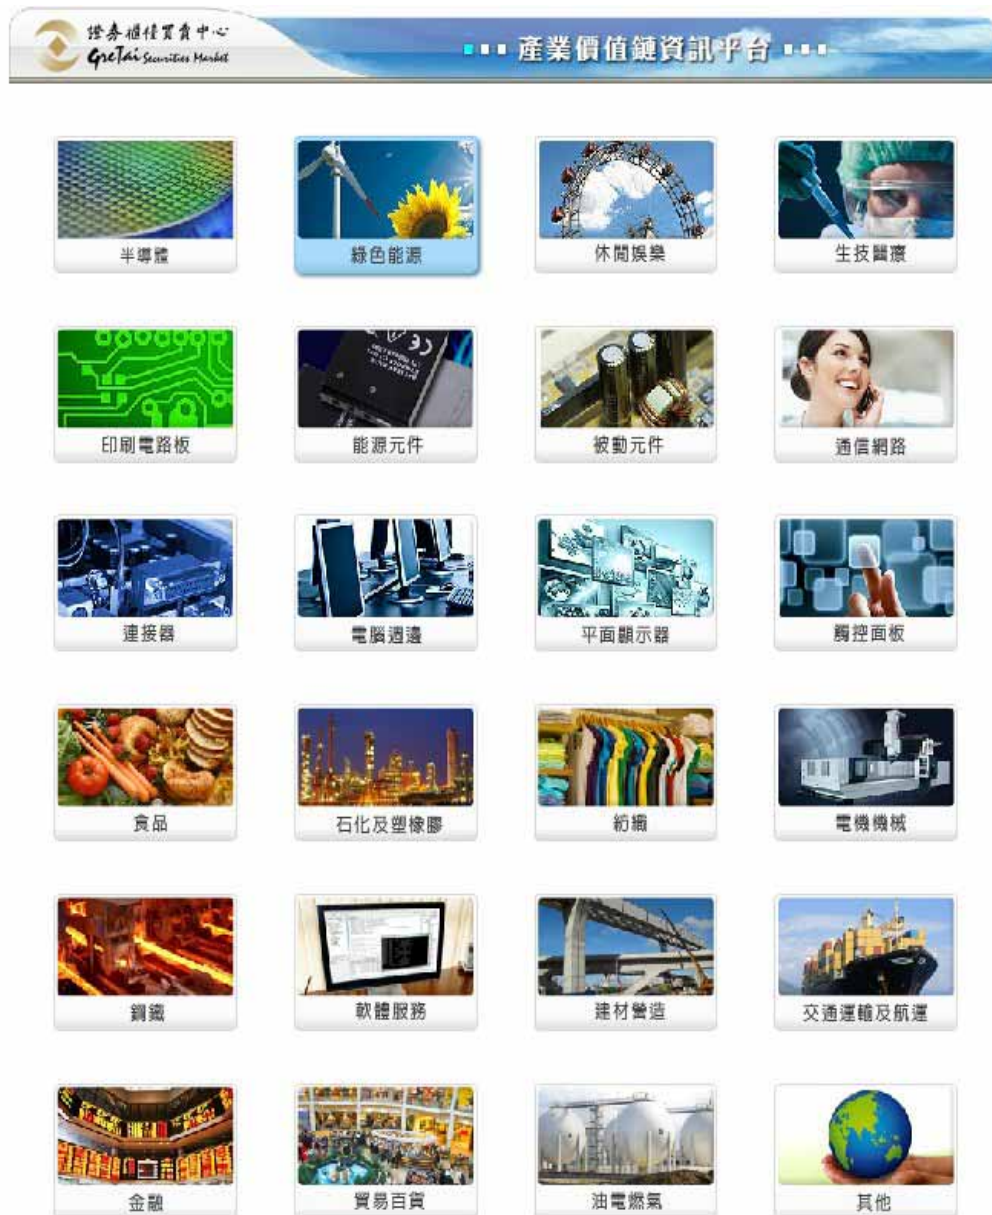 證券櫃檯買賣中心
GreTai Securities Market
產業價值鏈資訊平台
半導體
綠色能源
休閒娛樂
生技醫療
印刷電路板
能源元件
被動元件
通信網路
連接器
電腦週邊
平面顯示器
觸控面板
食品
石化及塑橡膠
紡織
電機機械
鋼鐵
軟體服務
建材營造
交通運輸及航運
金融
貿易百貨
油電燃氣
其他